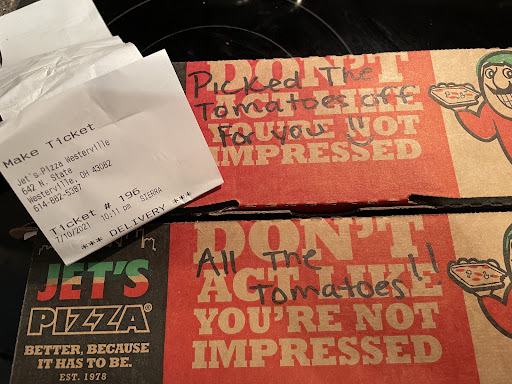 Make Ticket
Jet's Pizza Westerville
642 N. State
Westerville, OH 43082
614-882-5387
Ticket # 196
7/10/2021 10:11 pm SIERRA
*** DELIVERY ***
DON'T
ACT LIKE
YOU'RE NOT
IMPRESSED
Picked The
Tomatoes off
for you !!
JET'S
PIZZA®
BETTER, BECAUSE
IT HAS TO BE.
EST. 1978
DON'T
ACT LIKE
YOU'RE NOT
IMPRESSED
All The
Tomatoes!!